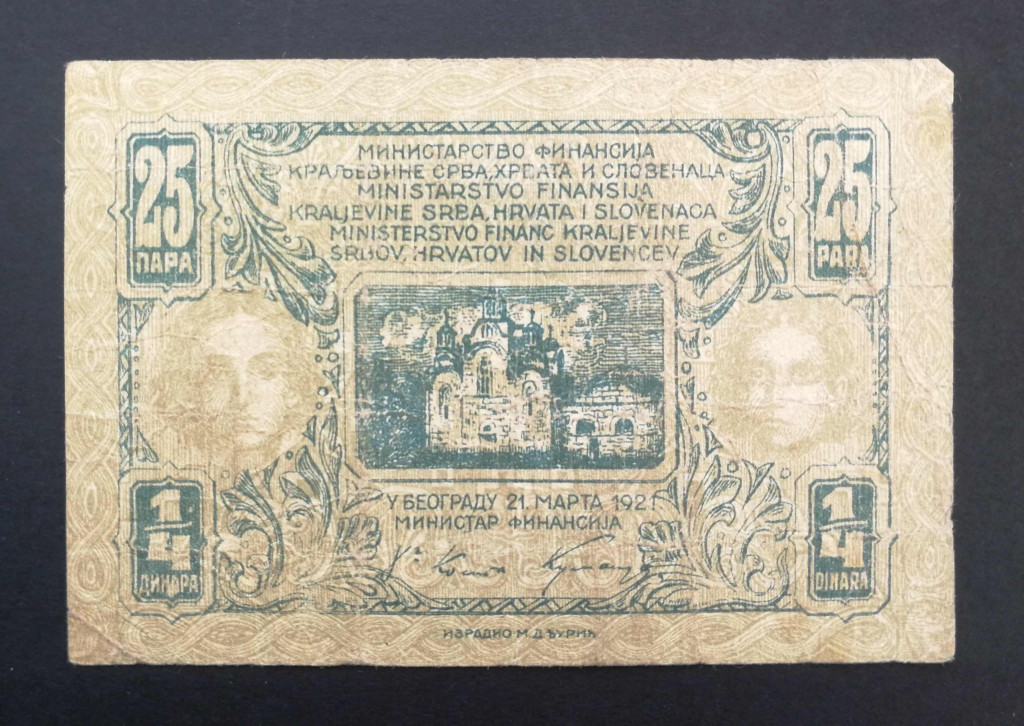 25
ПАРА
25
PARA
МИНИСТАРСТВО ФИНАНСИЈА
КРАЉЕВИНЕ СРБА, ХРВАТА И СЛОВЕНАЦА
MINISTARSTVO FINANSIJA
KRALJEVINE SRBA, HRVATA I SLOVENACA
MINISTERSTVO FINANC KRALJEVINE
SRBOV, HRVATOV IN SLOVENCEV
У БЕОГРАДУ 21. МАРТА 1921
МИНИСТАР ФИНАНСИЈА
1/4
ДИНАРА
1/4
DINARA
ИЗРАДИО М. Д. ЂУРИЋ